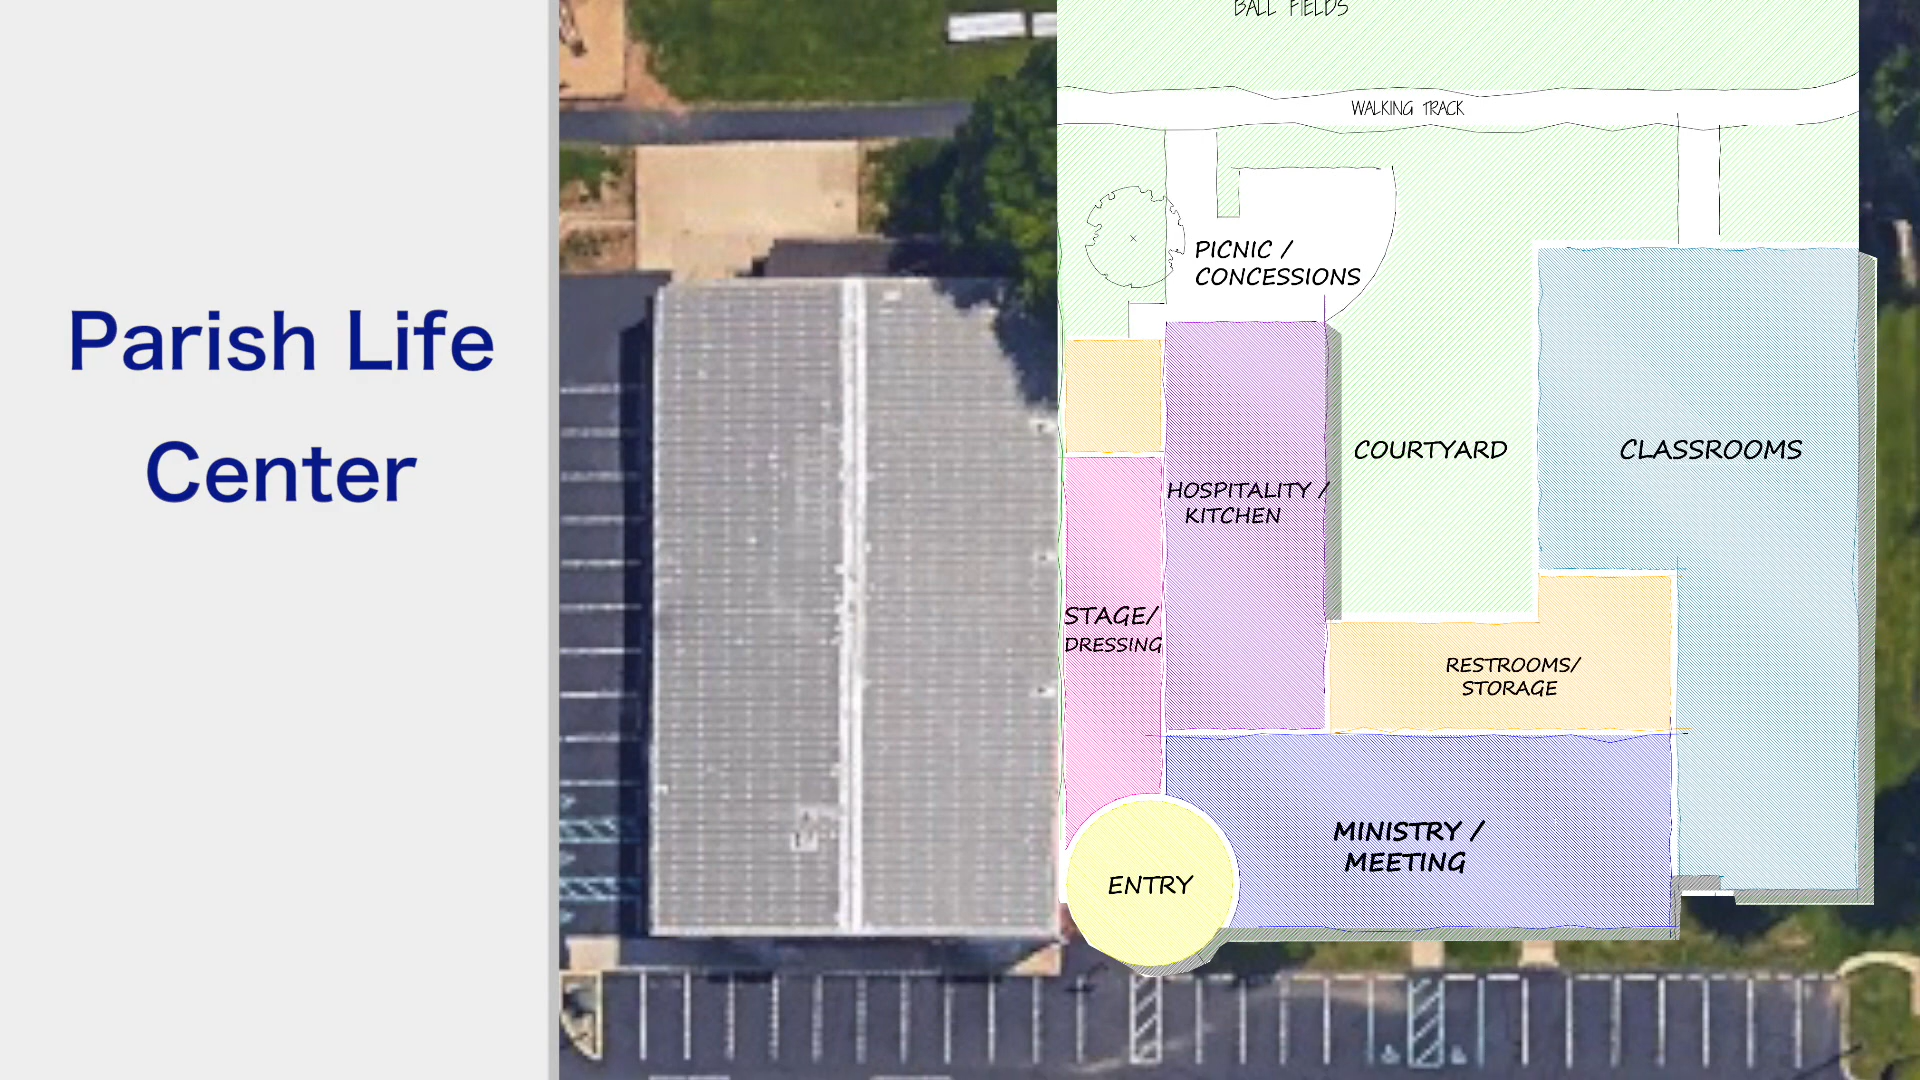 Parish Life
Center
BALL FIELDS
WALKING TRACK
PICNIC /
CONCESSIONS
COURTYARD
CLASSROOMS
HOSPITALITY /
KITCHEN
STAGE/
DRESSING
RESTROOMS/
STORAGE
MINISTRY /
MEETING
ENTRY